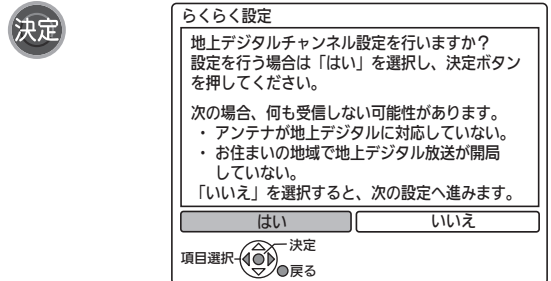 決定
らくらく設定
地上デジタルチャンネル設定を行いますか？
設定を行う場合は「はい」を選択し、決定ボタン
を押してください。
次の場合、何も受信しない可能性があります。
・ アンテナが地上デジタルに対応していない。
・ お住まいの地域で地上デジタル放送が開局
していない。
「いいえ」を選択すると、次の設定へ進みます。
はい
いいえ
決定
項目選択
戻る